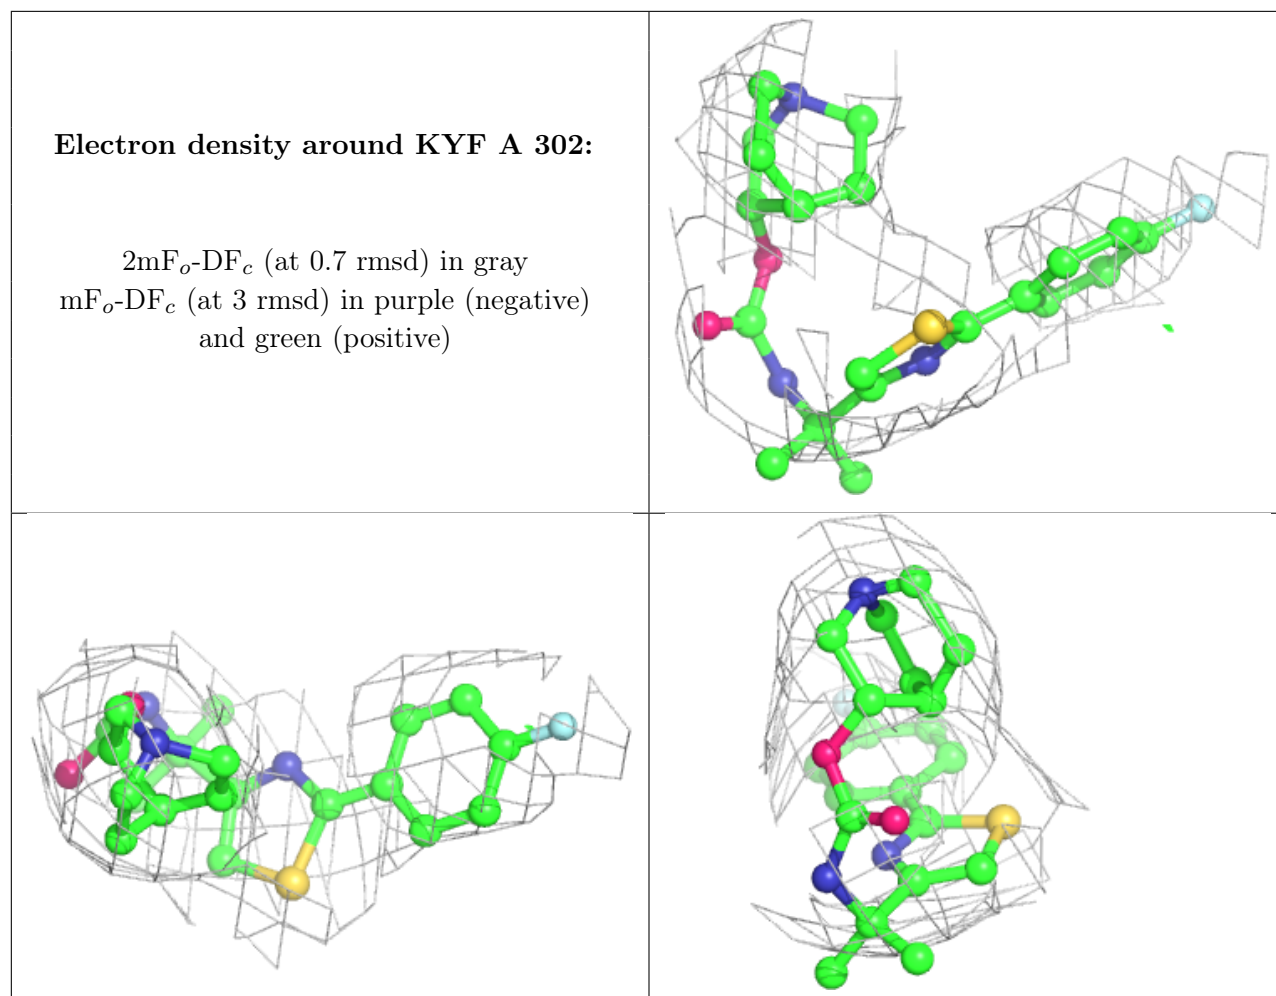 Electron density around KYF A 302:
2mFo-DFc (at 0.7 rmsd) in gray
mFo-DFc (at 3 rmsd) in purple (negative)
and green (positive)